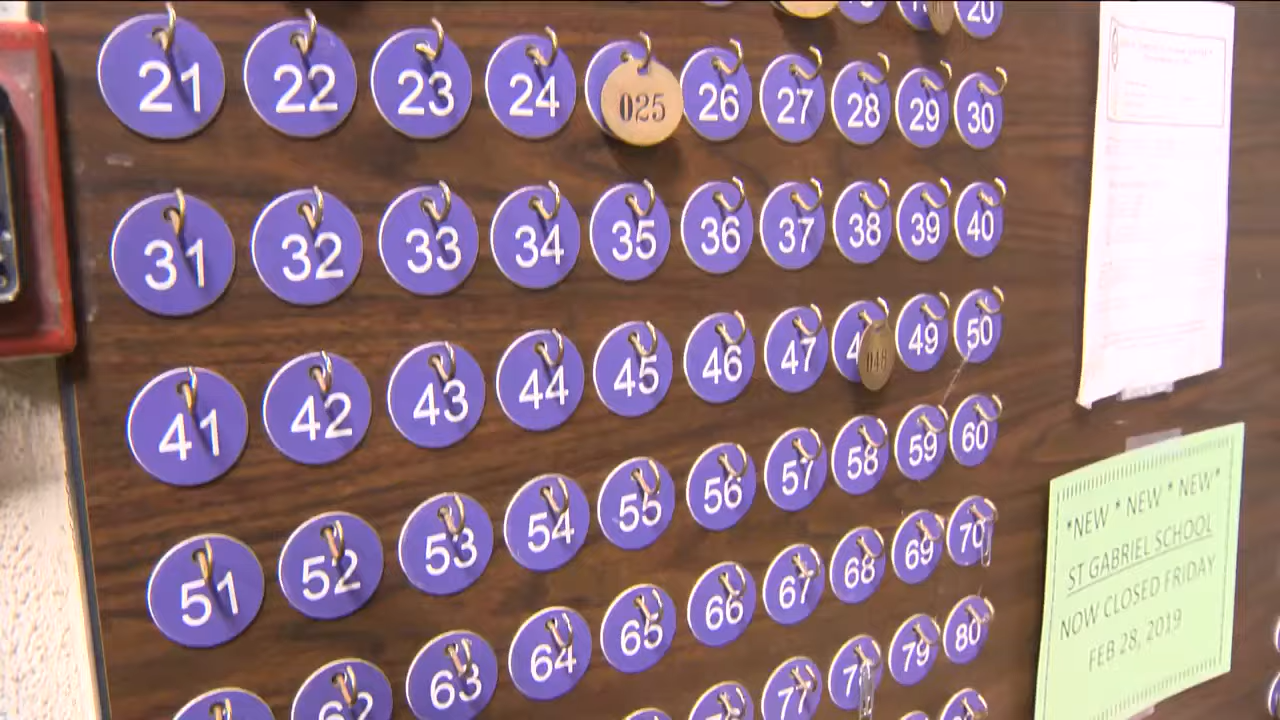 20
21 22 23 24 025 26 27 28 29 30
31 32 33 34 35 36 37 38 39 40
41 42 43 44 45 46 47 048 49 50
51 52 53 54 55 56 57 58 59 60
63 64 65 66 67 68 69 70
77 79 80
*NEW * NEW * NEW*
ST GABRIEL SCHOOL
NOW CLOSED FRIDAY
FEB 28, 2019